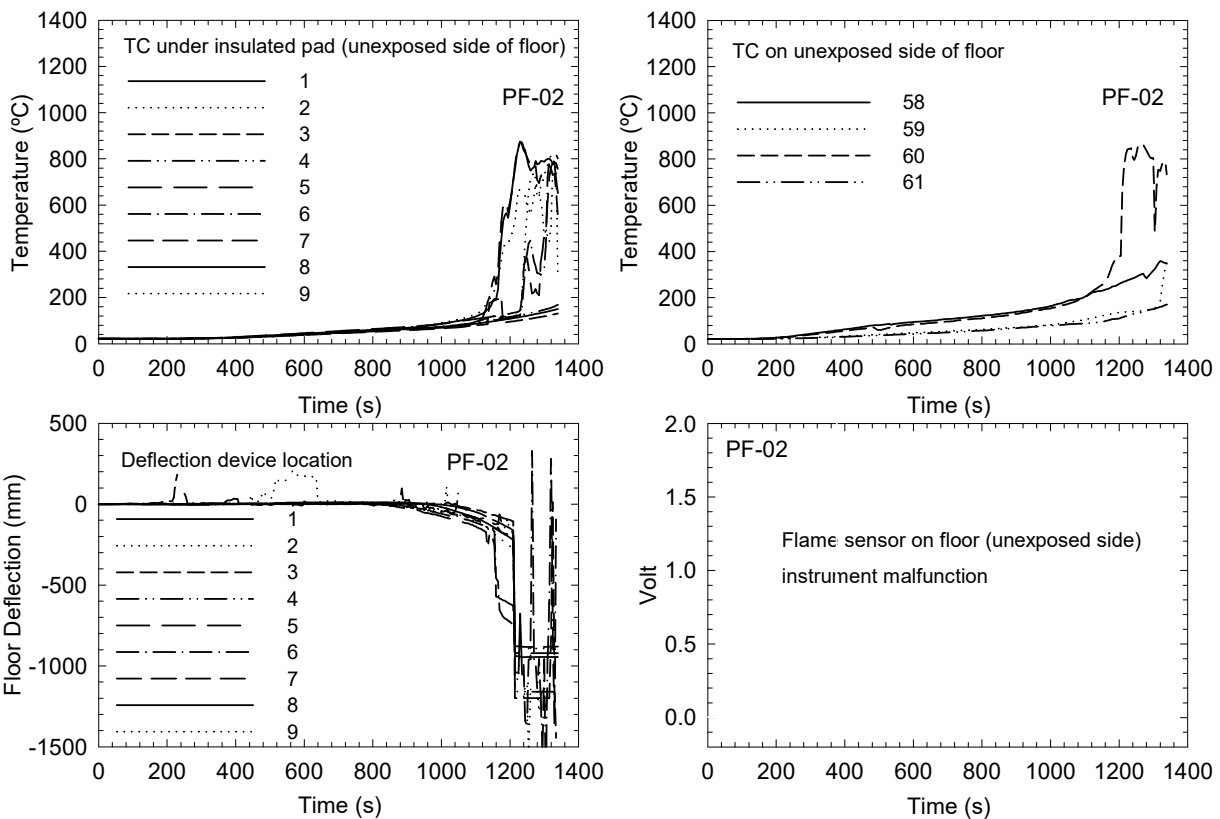 1400
1200
1000
800
600
400
200
0
Temperature (ºC)
TC under insulated pad (unexposed side of floor)
PF-02
1
2
3
4
5
6
7
8
9
0 200 400 600 800 1000 1200 1400
Time (s)
1400
1200
1000
800
600
400
200
0
Temperature (ºC)
TC on unexposed side of floor
PF-02
58
59
60
61
0 200 400 600 800 1000 1200 1400
Time (s)
500
0
-500
-1000
-1500
Floor Deflection (mm)
Deflection device location
PF-02
1
2
3
4
5
6
7
8
9
0 200 400 600 800 1000 1200 1400
Time (s)
2.0
1.5
1.0
0.5
0.0
Volt
PF-02
Flame sensor on floor (unexposed side)
instrument malfunction
0 200 400 600 800 1000 1200 1400
Time (s)